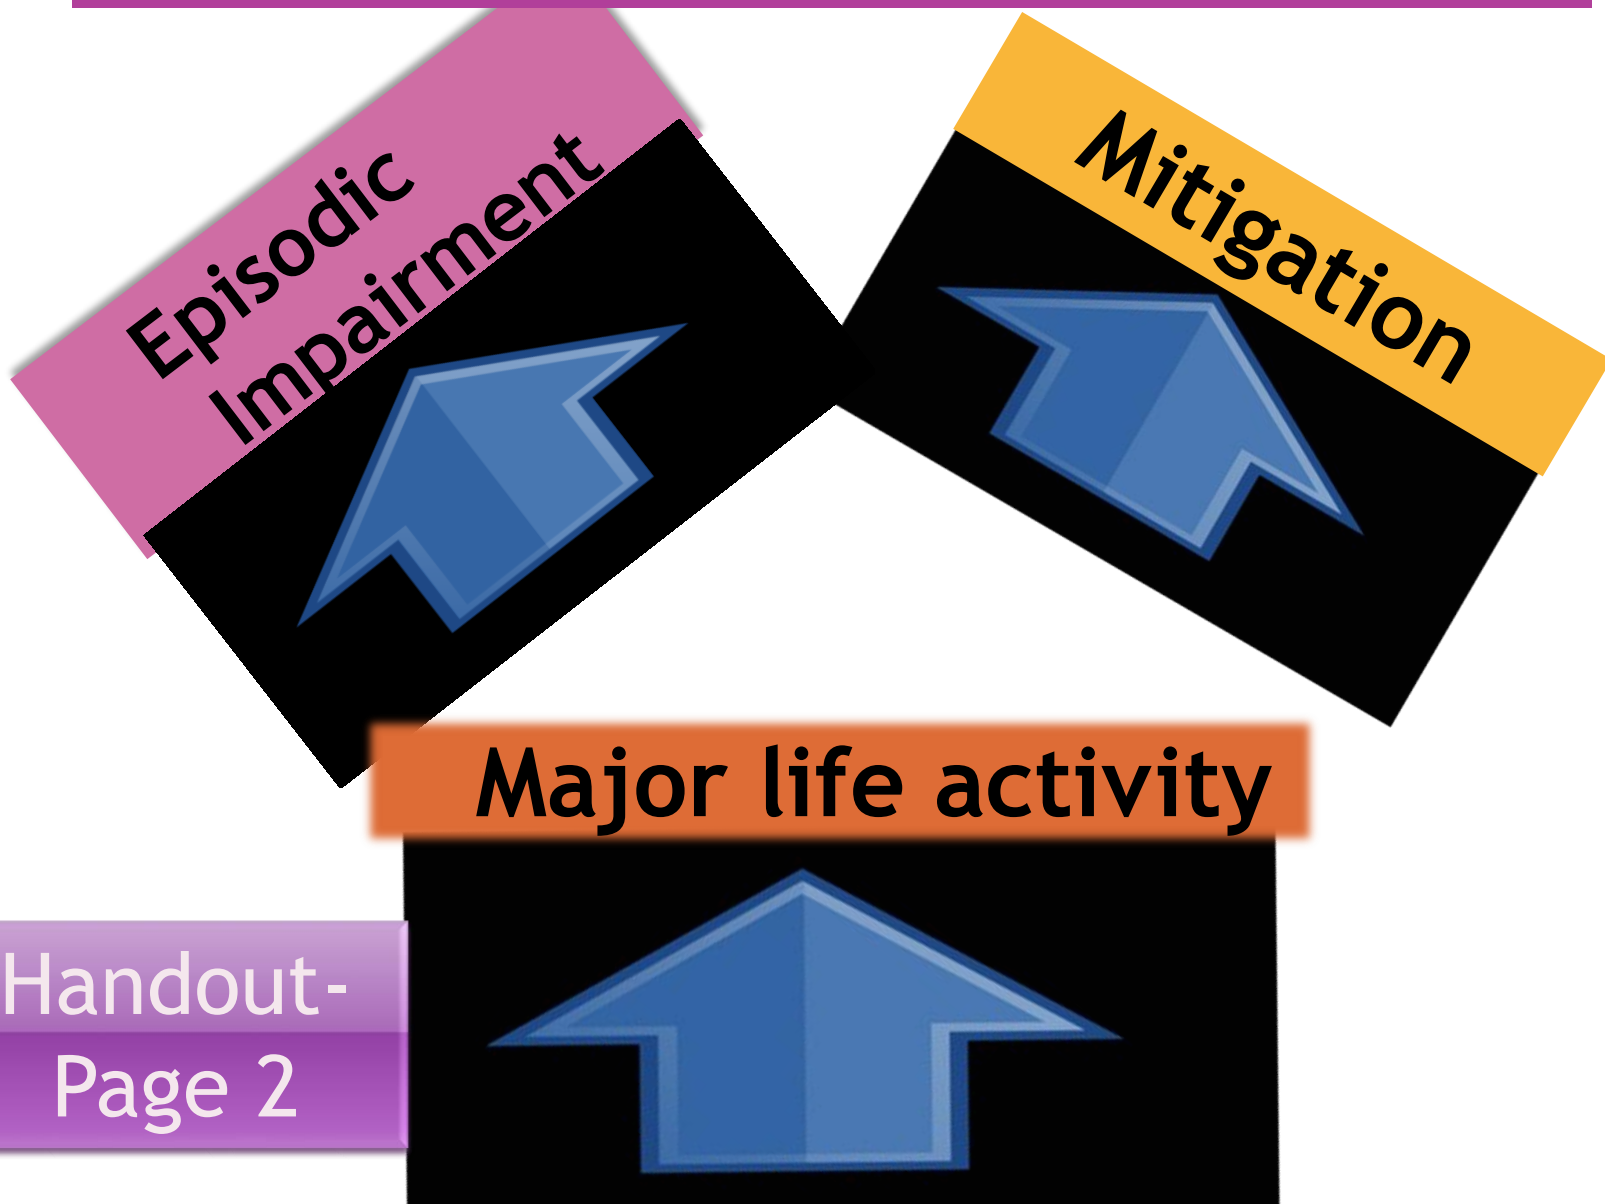 Episodic
Impairment
Mitigation
Major life activity
Handout-
Page 2